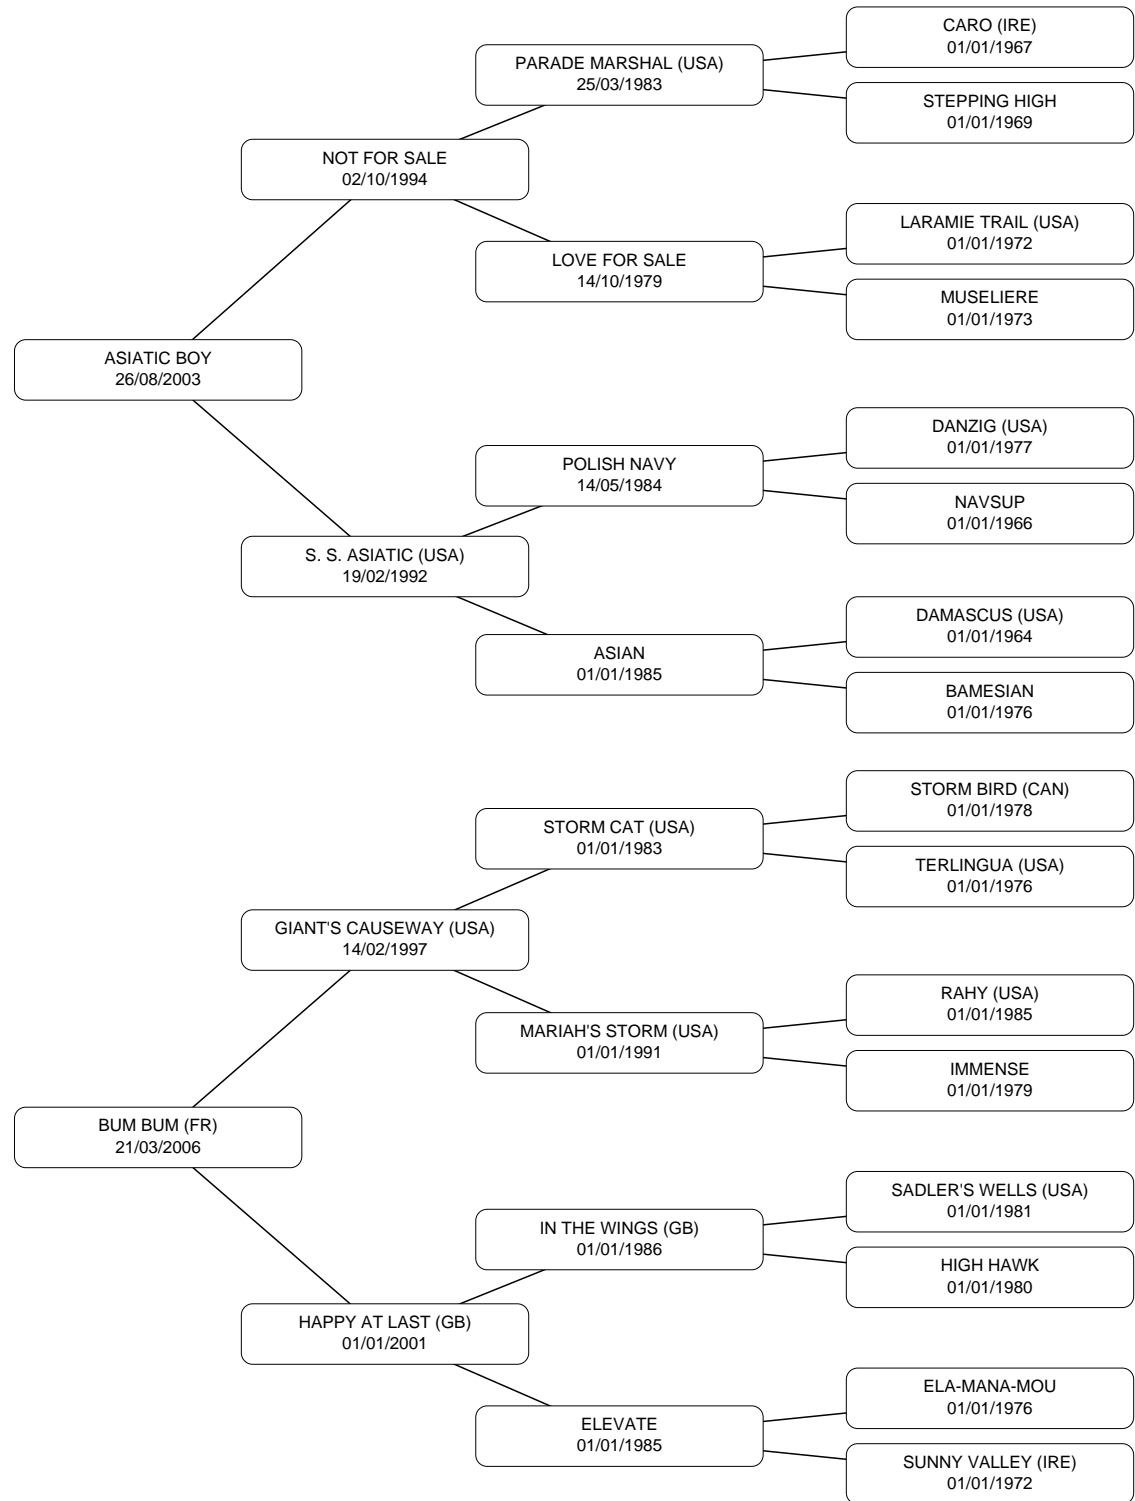 CARO (IRE)
01/01/1967
PARADE MARSHAL (USA)
25/03/1983
STEPPING HIGH
01/01/1969
NOT FOR SALE
02/10/1994
LARAMIE TRAIL (USA)
01/01/1972
LOVE FOR SALE
14/10/1979
MUSELIERE
01/01/1973
ASIATIC BOY
26/08/2003
DANZIG (USA)
01/01/1977
POLISH NAVY
14/05/1984
NAVSUP
01/01/1966
S. S. ASIATIC (USA)
19/02/1992
DAMASCUS (USA)
01/01/1964
ASIAN
01/01/1985
BAMESIAN
01/01/1976
STORM BIRD (CAN)
01/01/1978
STORM CAT (USA)
01/01/1983
TERLINGUA (USA)
01/01/1976
GIANT'S CAUSEWAY (USA)
14/02/1997
RAHY (USA)
01/01/1985
MARIAH'S STORM (USA)
01/01/1991
IMMENSE
01/01/1979
BUM BUM (FR)
21/03/2006
SADLER'S WELLS (USA)
01/01/1981
IN THE WINGS (GB)
01/01/1986
HIGH HAWK
01/01/1980
HAPPY AT LAST (GB)
01/01/2001
ELA-MANA-MOU
01/01/1976
ELEVATE
01/01/1985
SUNNY VALLEY (IRE)
01/01/1972